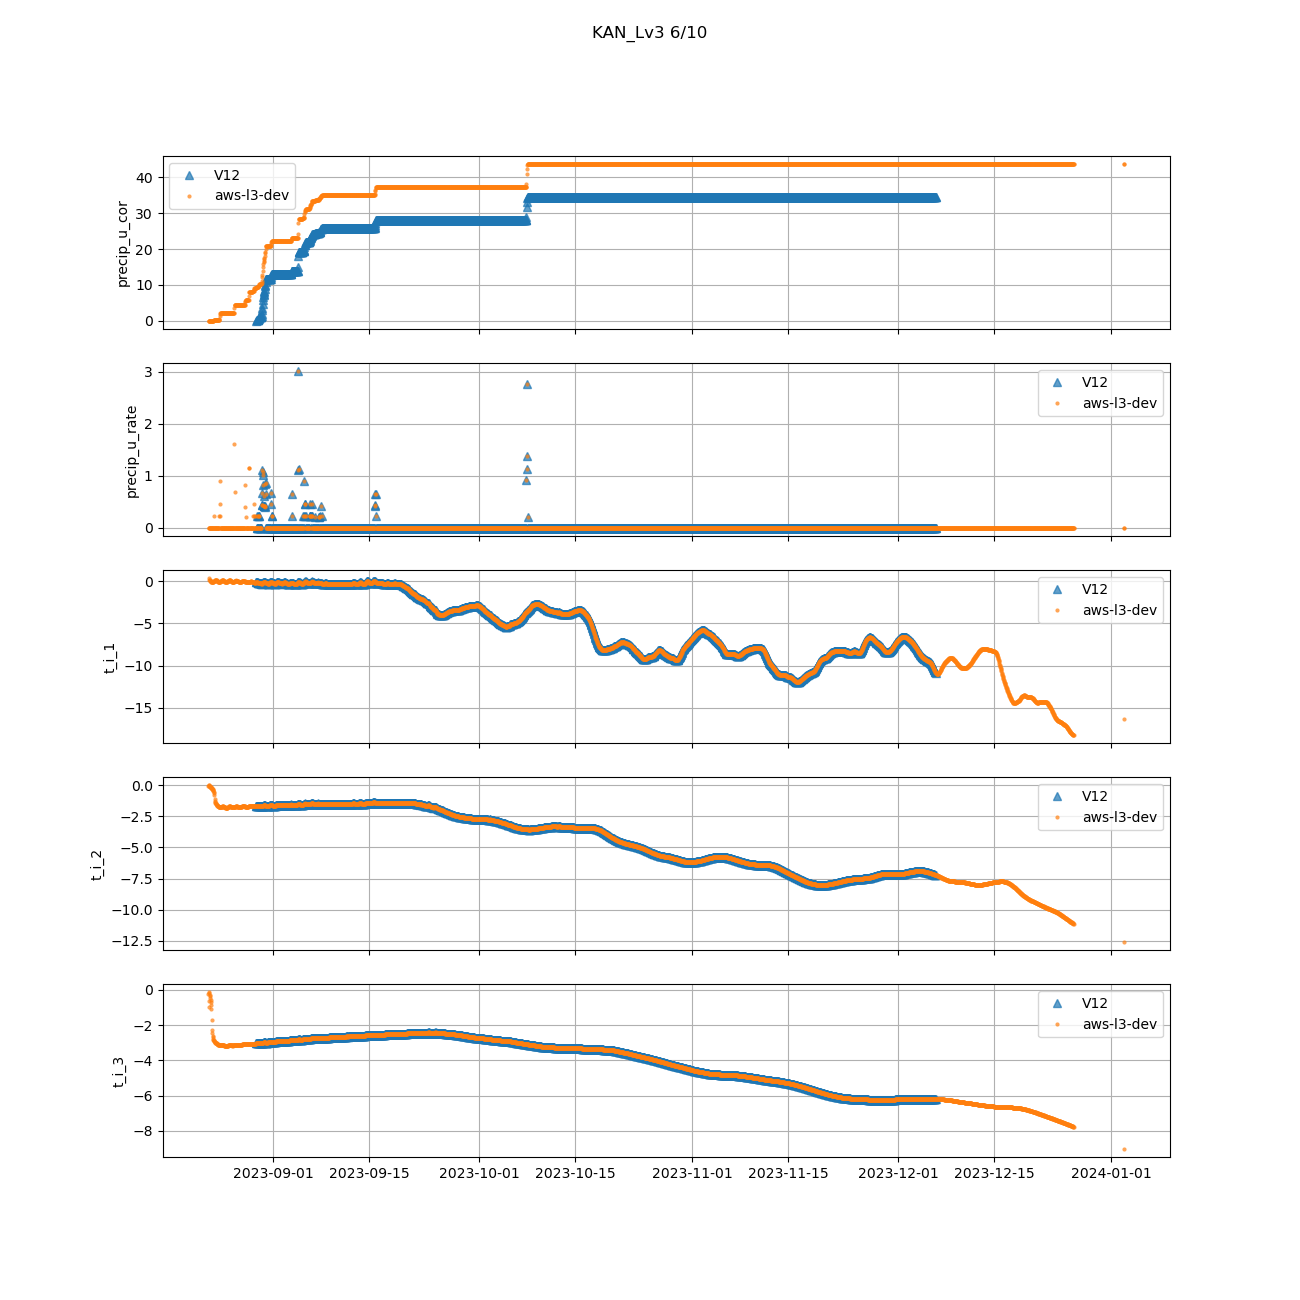 KAN_Lv3 6/10
precip_u_cor
40
30
20
10
0
V12
aws-l3-dev
precip_u_rate
3
2
1
0
V12
aws-l3-dev
t_i_1
0
−5
−10
−15
V12
aws-l3-dev
t_i_2
0.0
−2.5
−5.0
−7.5
−10.0
−12.5
V12
aws-l3-dev
t_i_3
0
−2
−4
−6
−8
V12
aws-l3-dev
2023-09-01 2023-09-15 2023-10-01 2023-10-15 2023-11-01 2023-11-15 2023-12-01 2023-12-15 2024-01-01